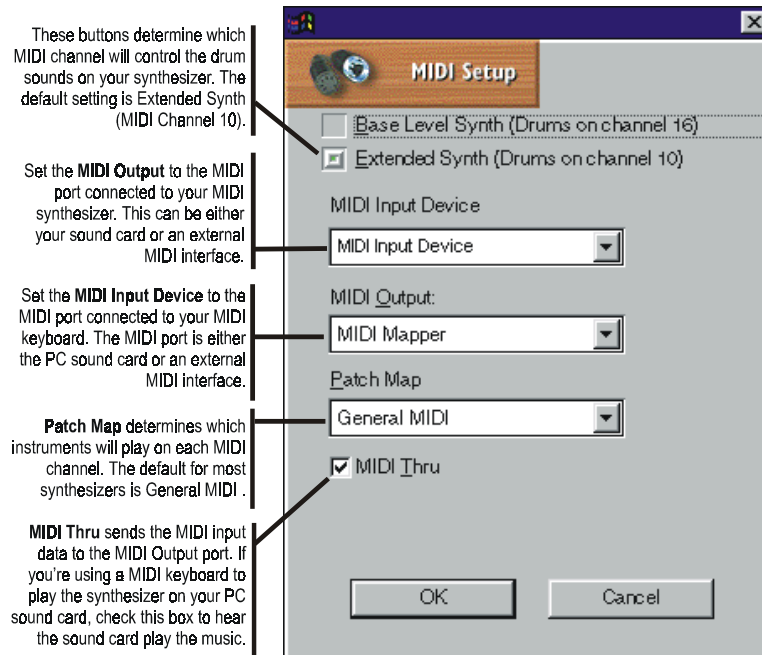 These buttons determine which
MIDI channel will control the drum
sounds on your synthesizer. The
default setting is Extended Synth
(MIDI Channel 10).
Set the MIDI Output to the MIDI
port connected to your MIDI
synthesizer. This can be either
your sound card or an external
MIDI interface.
Set the MIDI Input Device to the
MIDI port connected to your MIDI
keyboard. The MIDI port is either
the PC sound card or an external
MIDI interface.
Patch Map determines which
instruments will play on each MIDI
channel. The default for most
synthesizers is General MIDI .
MIDI Thru sends the MIDI input
data to the MIDI Output port. If
you're using a MIDI keyboard to
play the synthesizer on your PC
sound card, check this box to hear
the sound card play the music.
MIDI Setup
Base Level Synth (Drums on channel 16)
Extended Synth (Drums on channel 10)
MIDI Input Device
MIDI Input Device
MIDI Output:
MIDI Mapper
Patch Map
General MIDI
MIDI Thru
OK
Cancel